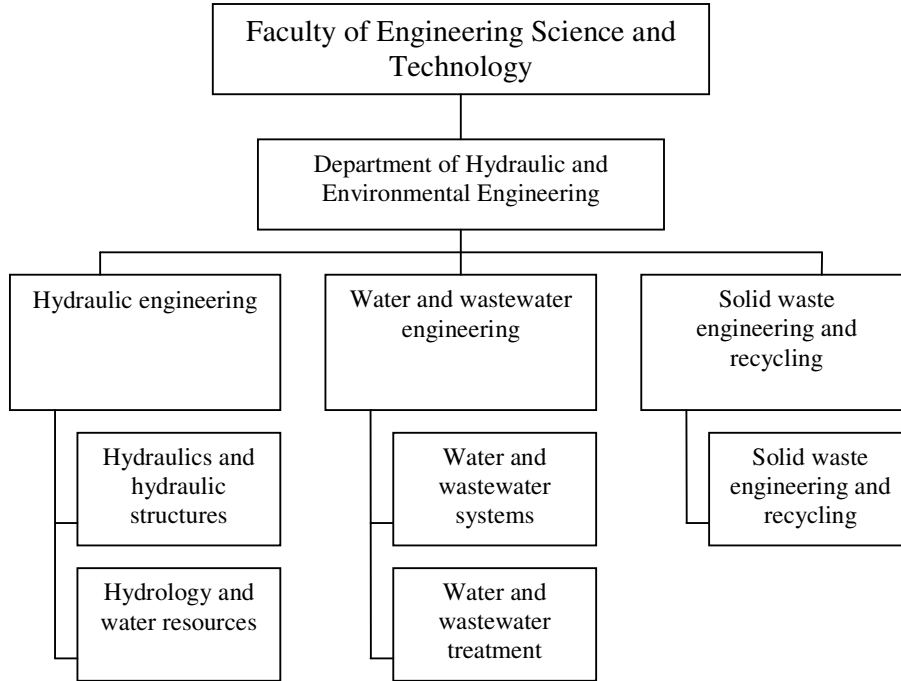 Faculty of Engineering Science and
Technology
Department of Hydraulic and
Environmental Engineering
Hydraulic engineering
Water and wastewater
engineering
Solid waste
engineering and
recycling
Hydraulics and
hydraulic
structures
Water and
wastewater
systems
Solid waste
engineering and
recycling
Hydrology and
water resources
Water and
wastewater
treatment